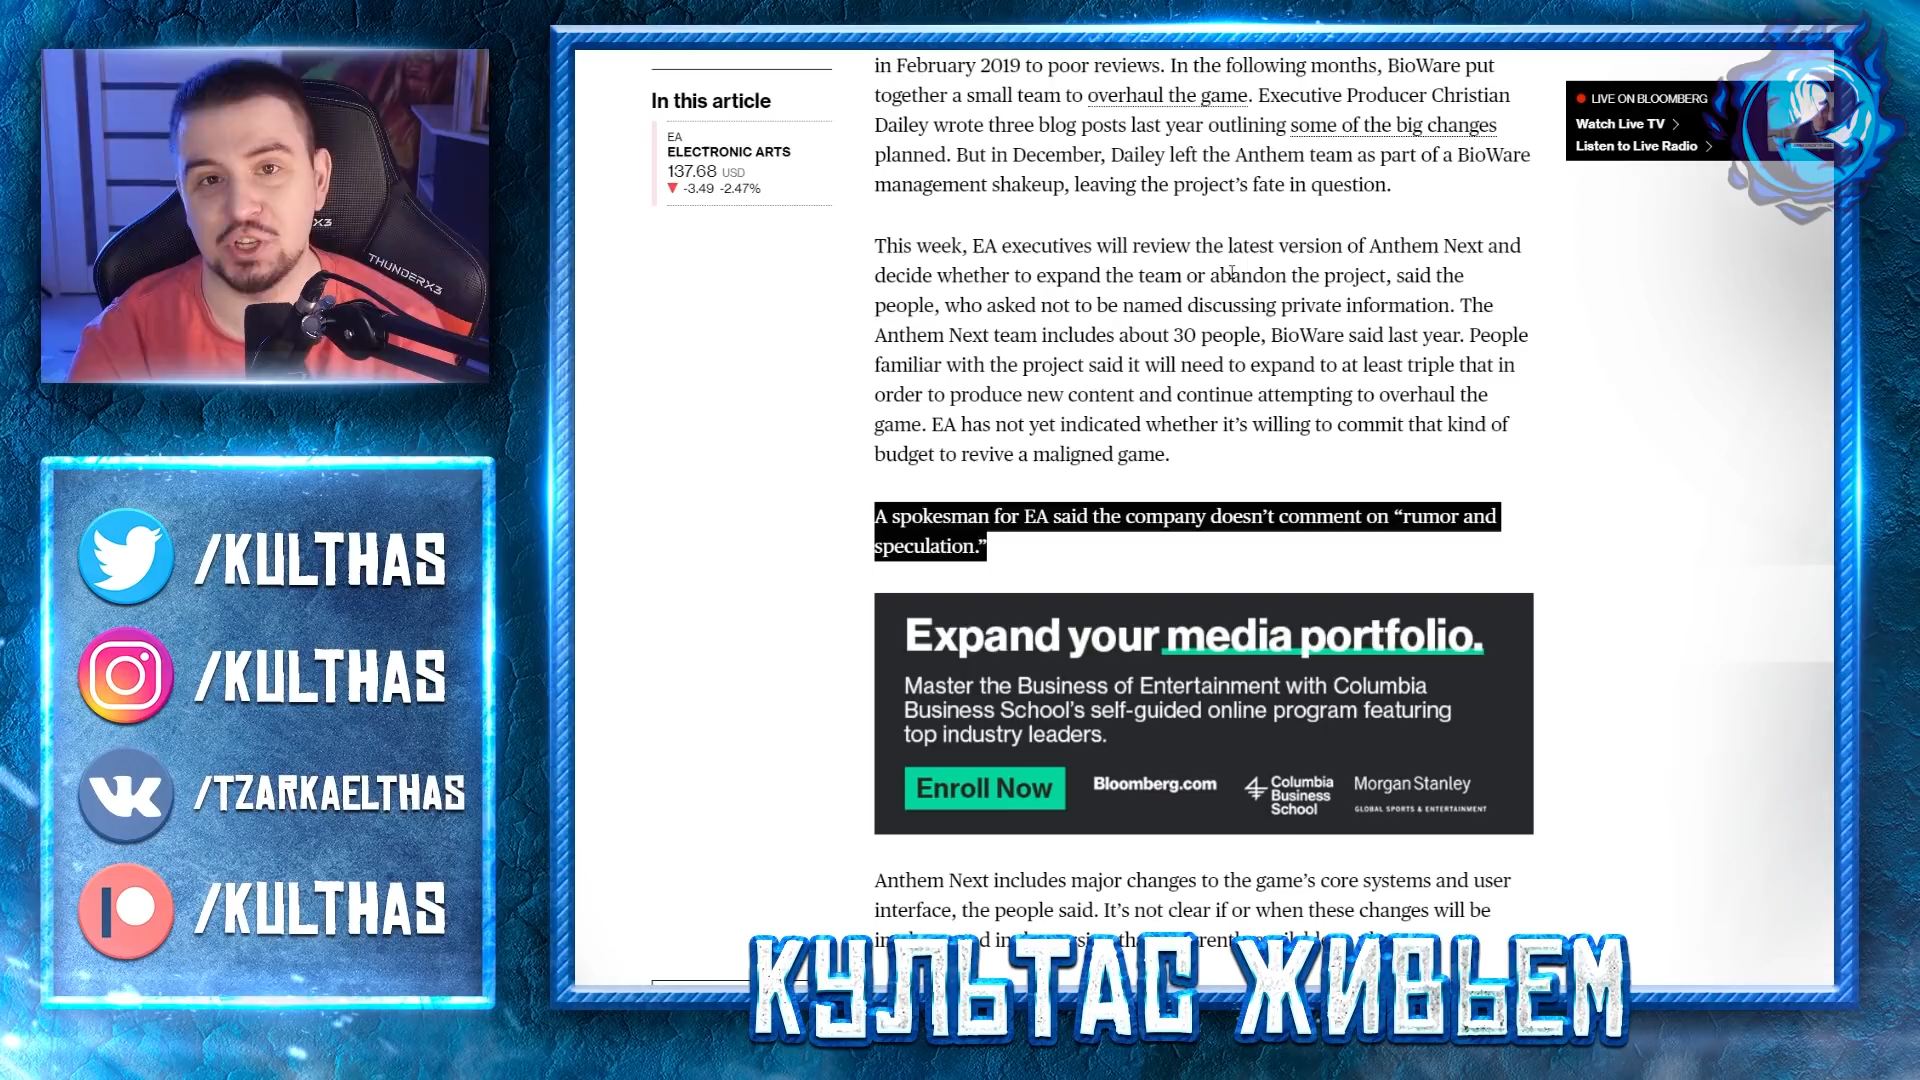 THUNDERX3
X3
/KULTHAS
/KULTHAS
/TZARKAELTHAS
/KULTHAS
In this article
EA
ELECTRONIC ARTS
137.68 USD
▼ -3.49 -2.47%
in February 2019 to poor reviews. In the following months, BioWare put
together a small team to overhaul the game. Executive Producer Christian
Dailey wrote three blog posts last year outlining some of the big changes
planned. But in December, Dailey left the Anthem team as part of a BioWare
management shakeup, leaving the project’s fate in question.
This week, EA executives will review the latest version of Anthem Next and
decide whether to expand the team or abandon the project, said the
people, who asked not to be named discussing private information. The
Anthem Next team includes about 30 people, BioWare said last year. People
familiar with the project said it will need to expand to at least triple that in
order to produce new content and continue attempting to overhaul the
game. EA has not yet indicated whether it’s willing to commit that kind of
budget to revive a maligned game.
A spokesman for EA said the company doesn’t comment on “rumor and
speculation.”
Expand your media portfolio.
Master the Business of Entertainment with Columbia
Business School's self-guided online program featuring
top industry leaders.
Enroll Now
Bloomberg.com
Columbia
Business
School
Morgan Stanley
GLOBAL SPORTS & ENTERTAINMENT
Anthem Next includes major changes to the game’s core systems and user
interface, the people said. It’s not clear if or when these changes will be
LIVE ON BLOOMBERG
Watch Live TV >
Listen to Live Radio >
КУЛЬТАС ЖИВЬЕМ